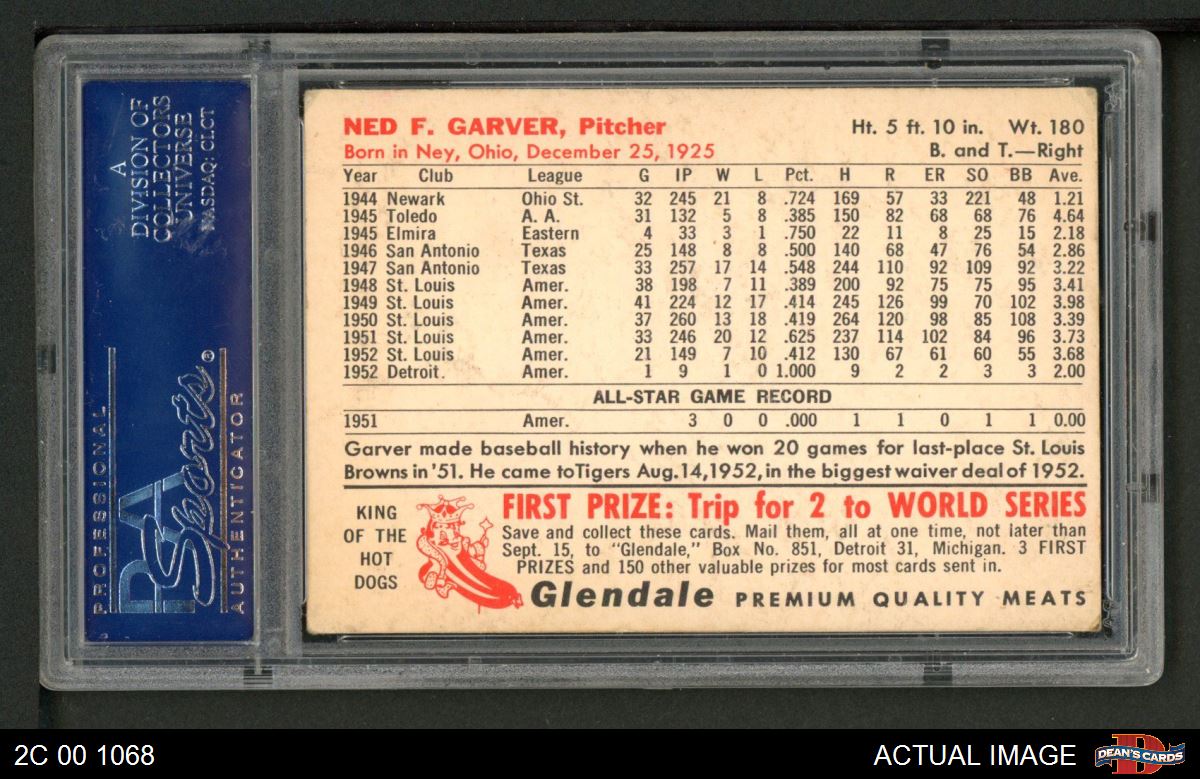 A
DIVISION OF
COLLECTORS
UNIVERSE
NASDAQ: CLCT
PROFESSIONAL
PSA
Sports®
AUTHENTICATOR
NED F. GARVER, Pitcher Ht. 5 ft. 10 in. Wt. 180
Born in Ney, Ohio, December 25, 1925 B. and T.—Right
Year Club League G IP W L Pct. H R ER SO BB Ave.
1944 Newark Ohio St. 32 245 21 8 .724 169 57 33 221 48 1.21
1945 Toledo A. A. 31 132 5 8 .385 150 82 68 68 76 4.64
1945 Elmira Eastern 4 33 3 1 .750 22 11 8 25 15 2.18
1946 San Antonio Texas 25 148 8 8 .500 140 68 47 76 54 2.86
1947 San Antonio Texas 33 257 17 14 .548 244 110 92 109 92 3.22
1948 St. Louis Amer. 38 198 7 11 .389 200 92 75 75 95 3.41
1949 St. Louis Amer. 41 224 12 17 .414 245 126 99 70 102 3.98
1950 St. Louis Amer. 37 260 13 18 .419 264 120 98 85 108 3.39
1951 St. Louis Amer. 33 246 20 12 .625 237 114 102 84 96 3.73
1952 St. Louis Amer. 21 149 7 10 .412 130 67 61 60 55 3.68
1952 Detroit. Amer. 1 9 1 0 1.000 9 2 2 3 3 2.00
ALL-STAR GAME RECORD
1951 Amer. 3 0 0 .000 1 1 0 1 1 0.00
Garver made baseball history when he won 20 games for last-place St. Louis
Browns in '51. He came to Tigers Aug. 14, 1952, in the biggest waiver deal of 1952.
KING
OF THE
HOT
DOGS
FIRST PRIZE: Trip for 2 to WORLD SERIES
Save and collect these cards. Mail them, all at one time, not later than
Sept. 15, to "Glendale," Box No. 851, Detroit 31, Michigan. 3 FIRST
PRIZES and 150 other valuable prizes for most cards sent in.
Glendale PREMIUM QUALITY MEATS
2C 00 1068
ACTUAL IMAGE
D
DEAN'S CARDS